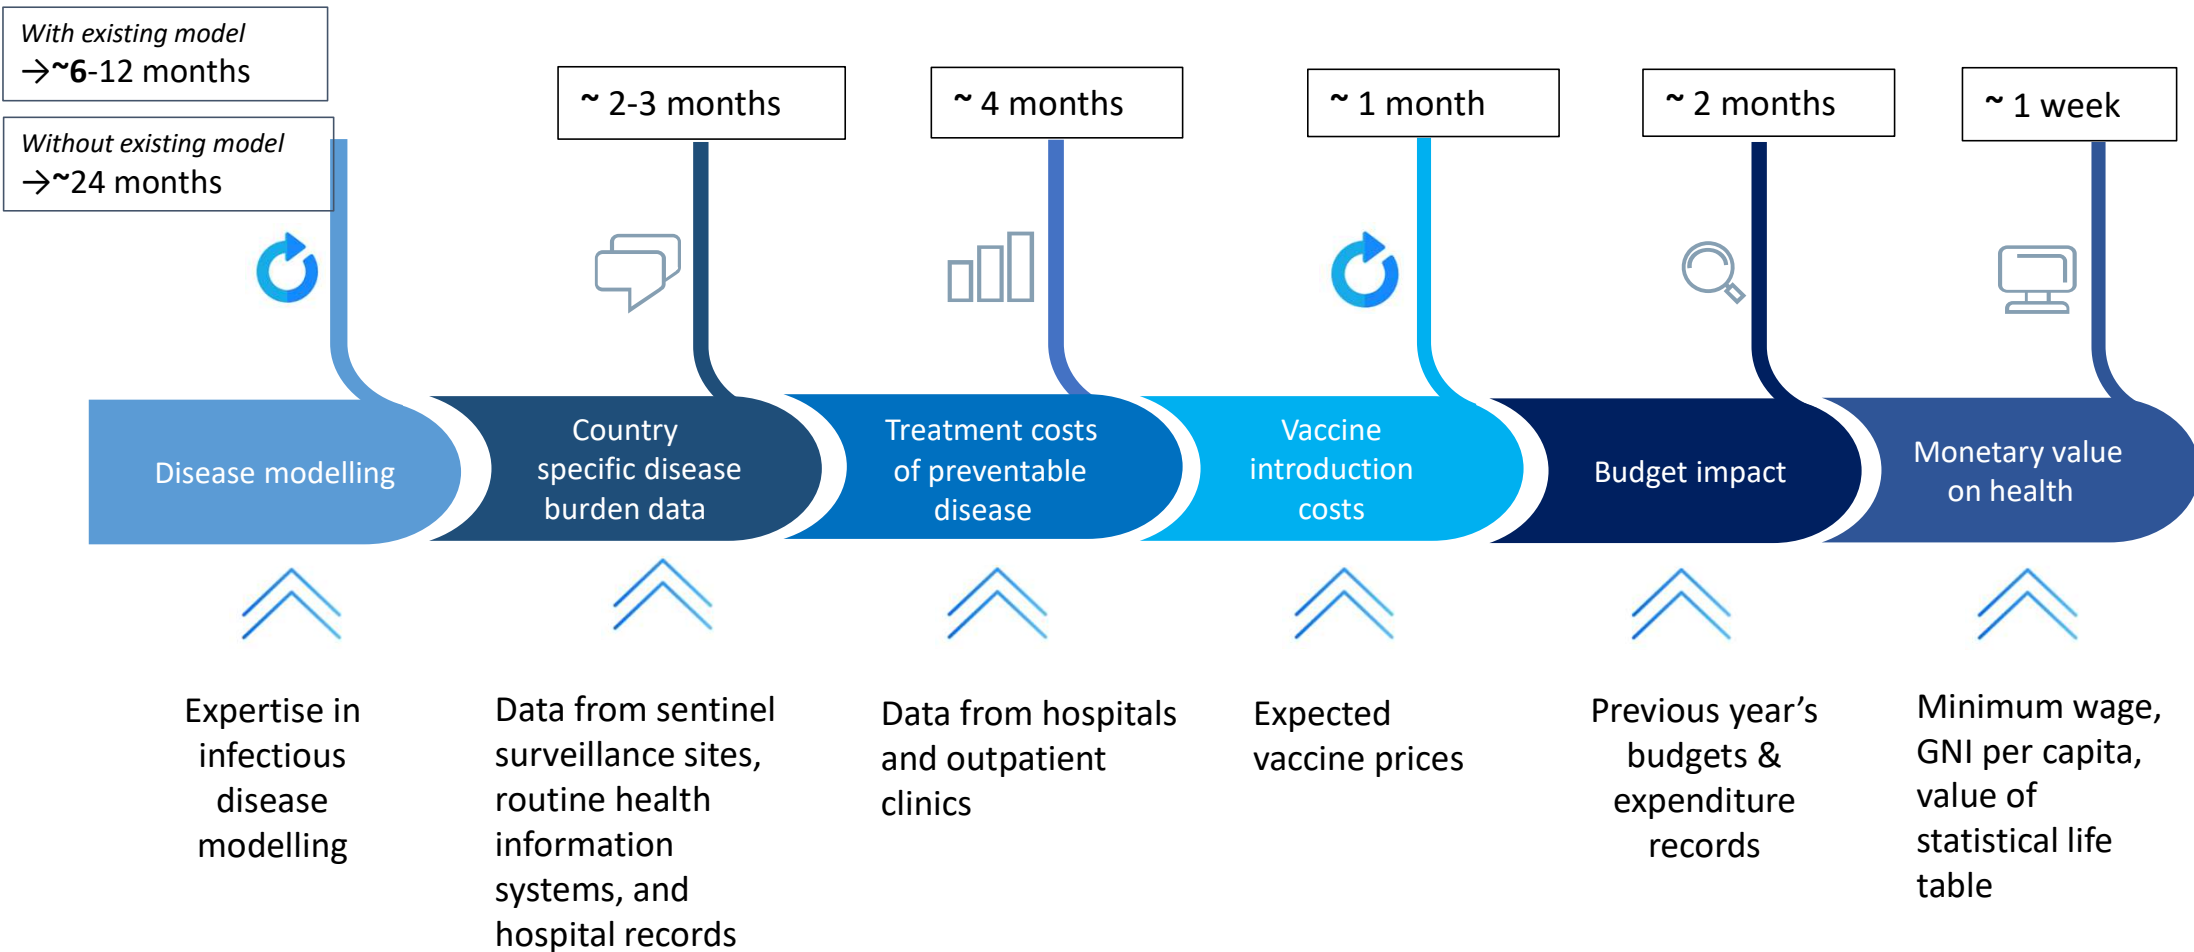 With existing model
→~6-12 months
Without existing model
→~24 months
~ 2-3 months
~ 4 months
~ 1 month
~ 2 months
~ 1 week
Disease modelling
Country
specific disease
burden data
Treatment costs
of preventable
disease
Vaccine
introduction
costs
Budget impact
Monetary value
on health
Expertise in
infectious
disease
modelling
Data from sentinel
surveillance sites,
routine health
information
systems, and
hospital records
Data from hospitals
and outpatient
clinics
Expected
vaccine prices
Previous year’s
budgets &
expenditure
records
Minimum wage,
GNI per capita,
value of
statistical life
table